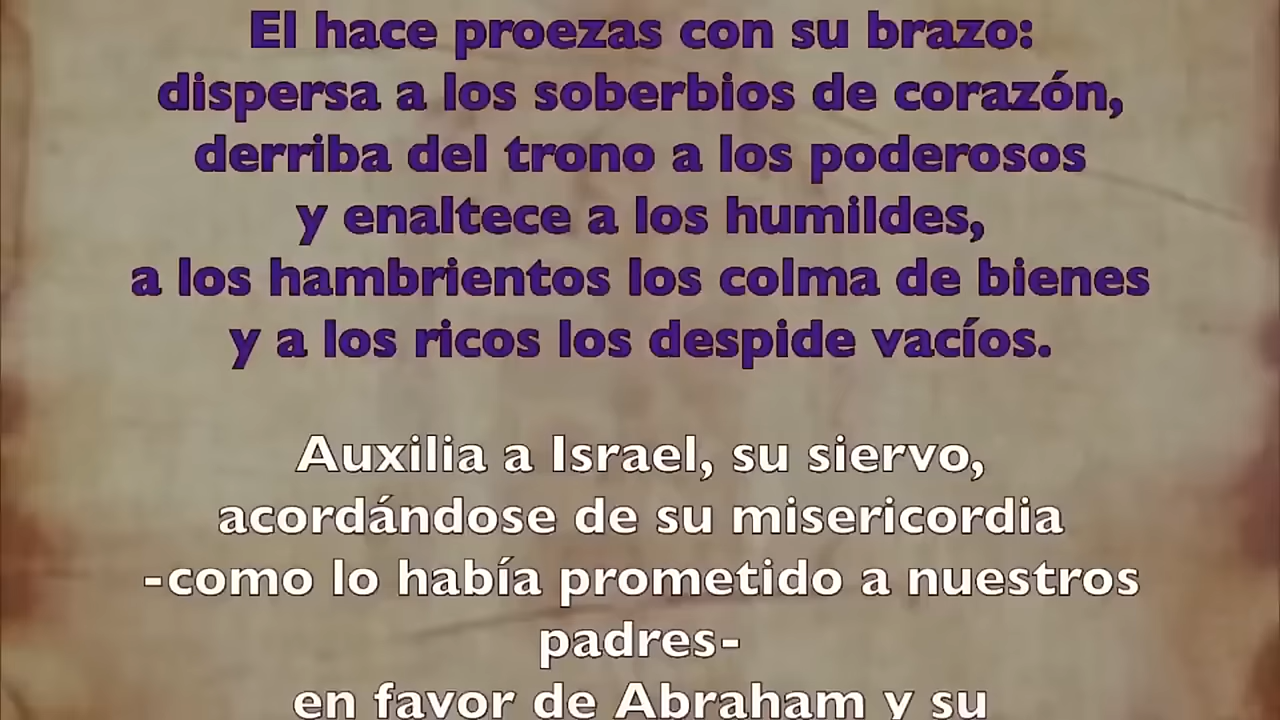 El hace proezas con su brazo:
dispersa a los soberbios de corazón,
derriba del trono a los poderosos
y enaltece a los humildes,
a los hambrientos los colma de bienes
y a los ricos los despide vacíos.
Auxilia a Israel, su siervo,
acordándose de su misericordia
-como lo había prometido a nuestros
padres-
en favor de Abraham y su